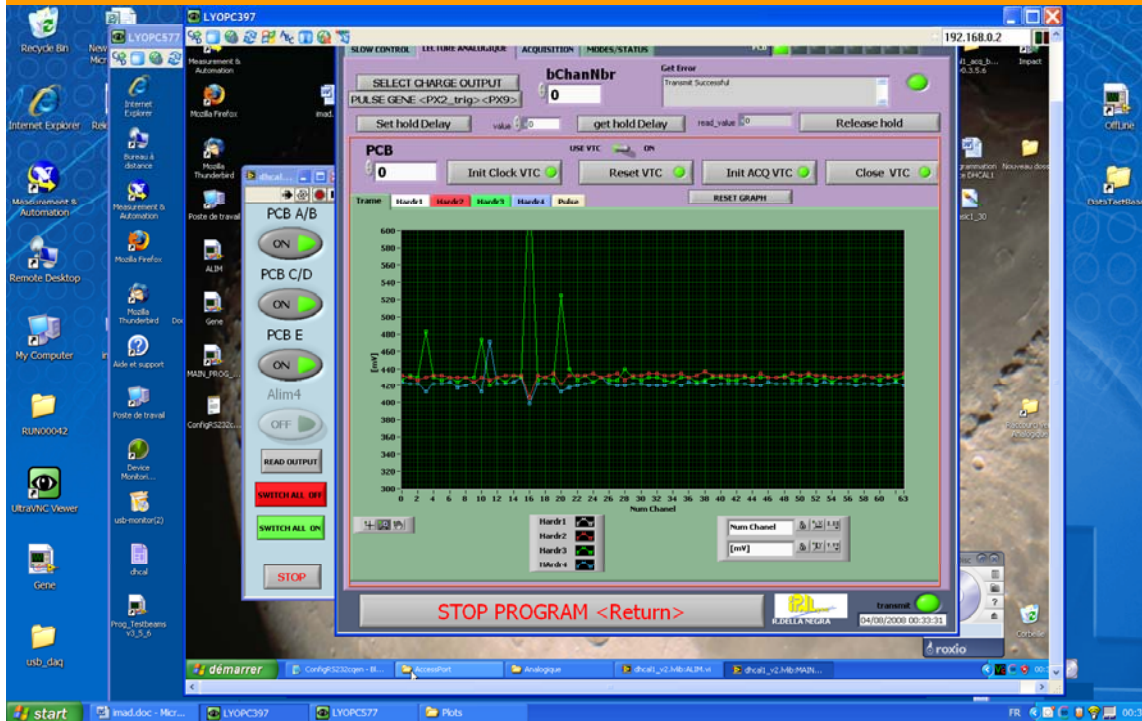 LYOPC397
LYOPC577
192.168.0.2
Recycle Bin
Internet Explorer
Measurement & Automation
Remote Desktop
My Computer
RUN00042
UltraVNC Viewer
Gene
usb_daq
Internet Explorer
Bureau à distance
Measurement & Automation
Mozilla Firefox
Mozilla Thunderbird
Aide et support
Poste de travail
Device Monitori...
usb-monitor(2)
dhcal
Prog_Testbeams v3_5_6
Measurement & Automation
Mozilla Firefox
Mozilla Thunderbird
Poste de travail
ALIM
Gene
MAIN_PROG_...
ConfigRS232c...
imad.
dhcal...
PCB A/B
ON
PCB C/D
ON
PCB E
ON
Alim4
OFF
READ OUTPUT
SWITCH ALL OFF
SWITCH ALL ON
STOP
SLOW CONTROL
LECTURE ANALOGIQUE
ACQUISITION
MODES/STATUS
PCB
SELECT CHARGE OUTPUT
PULSE GENE <PX2_trig><PX9>
bChanNbr
0
Get Error
Transmit Successful
Set hold Delay
value
0
get hold Delay
read_value
0
Release hold
PCB
0
USE VTC
ON
Init Clock VTC
Reset VTC
Init ACQ VTC
Close VTC
Trame
Hardr1
Hardr2
Hardr3
Hardr4
Pulse
RESET GRAPH
600
580
560
540
520
500
480
460
440
420
400
380
360
340
320
300
[mV]
0 2 4 6 8 10 12 14 16 18 20 22 24 26 28 30 32 34 36 38 40 42 44 46 48 50 52 54 56 58 60 63
Num Chanel
Hardr1
Hardr2
Hardr3
HArdr4
Num Chanel
[mV]
STOP PROGRAM <Return>
R.DELLA NEGRA
transmit
04/08/2008 00:33:31
Impact
OffLine
Nouveau doss
DataTestBea
Corbeille
roxio
démarrer
ConfigRS232cgen - Bl...
AccessPort
Analogique
dhcal1_v2.lvlib:ALIM.vi
dhcal1_v2.lvlib:MAIN...
start
imad.doc - Micr...
LYOPC397
LYOPC577
Plots
FR